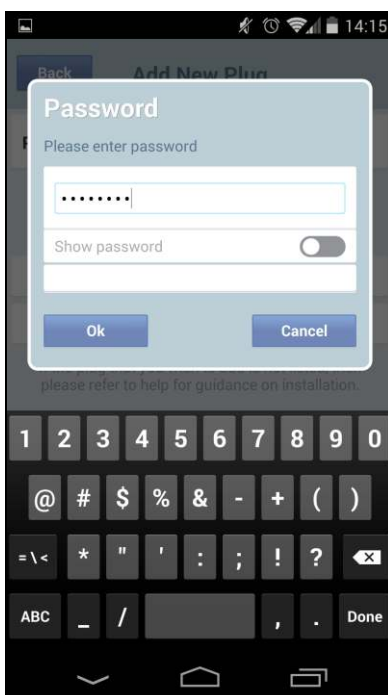 14:15
Back Add New Plug
Password
Please enter password
••••••••
Show password
Ok Cancel
please refer to help for guidance on installation.
1 2 3 4 5 6 7 8 9 0
@ # $ % & - + ( )
= \ < * " ' : ; ! ?
ABC _ / , . Done